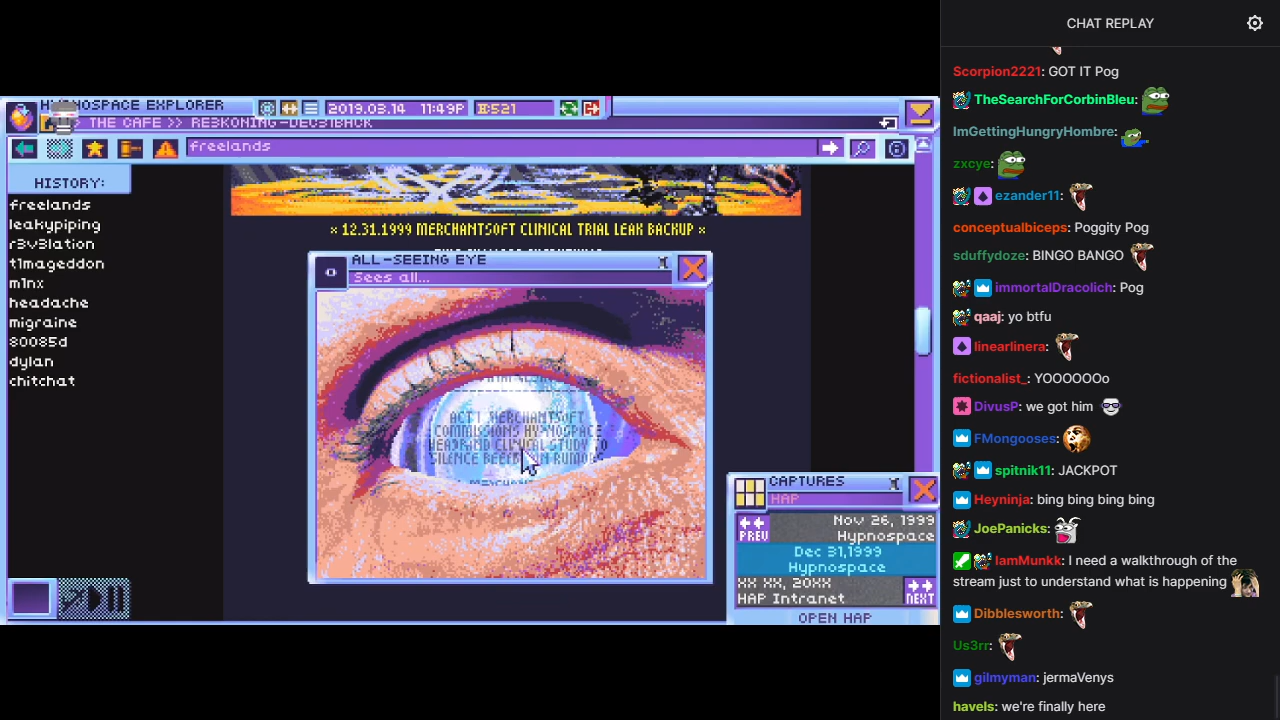 CHAT REPLAY
HYPNOSPACE EXPLORER
2019.03.14 11:49P
521
THE CAFE >> RE3KONING-DEC31BACK
freelands
HISTORY:
freelands
leakypiping
r3v3lation
t1mageddon
m1nx
headache
migraine
80085d
dylan
chitchat
× 12.31.1999 MERCHANTSOFT CLINICAL TRIAL LEAK BACKUP ×
ALL-SEEING EYE
Sees all...
ACT1 MERCHANTSOFT
COMMISSIONS HYPNOSPACE
HEADBAND CLINICAL STUDY TO
SILENCE BEEFBRAIN RUMORS
CAPTURES
HAP
PREV
Nov 26, 1999
Hypnospace
Dec 31,1999
Hypnospace
XX XX, 20XX
HAP Intranet
NEXT
OPEN HAP
Scorpion2221: GOT IT Pog
TheSearchForCorbinBleu:
ImGettingHungryHombre:
zxcye:
ezander11:
conceptualbiceps: Poggity Pog
sduffydoze: BINGO BANGO
immortalDracolich: Pog
qaaj: yo btfu
linearlinera:
fictionalist_: YOOOOOOo
DivusP: we got him
FMongooses:
spitnik11: JACKPOT
Heyninja: bing bing bing bing
JoePanicks:
IamMunkk: I need a walkthrough of the
stream just to understand what is happening
Dibblesworth:
Us3rr:
gilmyman: jermaVenys
havels: we're finally here